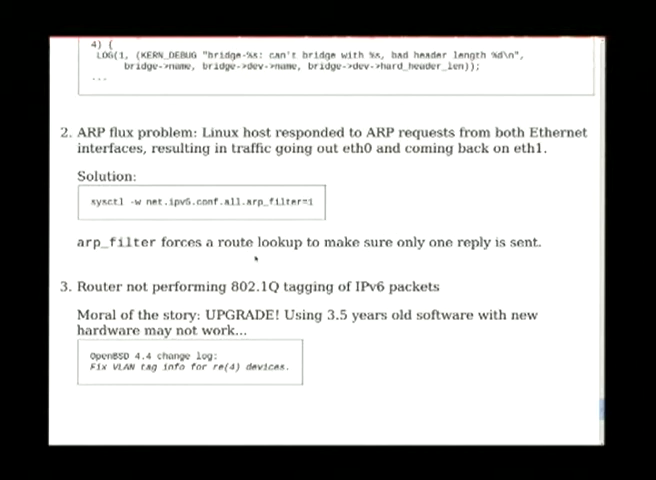 4) {
LOG(1, (KERN_DEBUG "bridge-%s: can't bridge with %s, bad header length %d\n",
bridge->name, bridge->dev->name, bridge->dev->hard_header_len));
...
2. ARP flux problem: Linux host responded to ARP requests from both Ethernet
interfaces, resulting in traffic going out eth0 and coming back on eth1.
Solution:
sysctl -w net.ipv6.conf.all.arp_filter=1
arp_filter forces a route lookup to make sure only one reply is sent.
3. Router not performing 802.1Q tagging of IPv6 packets
Moral of the story: UPGRADE! Using 3.5 years old software with new
hardware may not work...
OpenBSD 4.4 change log:
Fix VLAN tag info for re(4) devices.